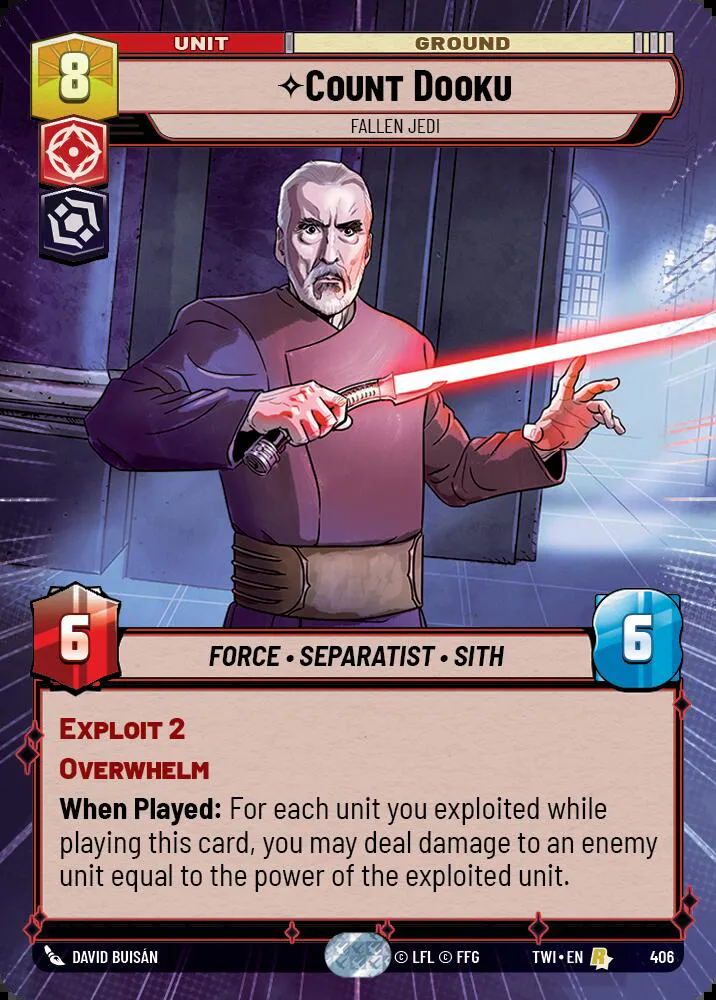 UNIT
GROUND
8
COUNT DOOKU
FALLEN JEDI
6
FORCE • SEPARATIST • SITH
6
EXPLOIT 2
OVERWHELM
When Played: For each unit you exploited while
playing this card, you may deal damage to an enemy
unit equal to the power of the exploited unit.
DAVID BUISÁN
© LFL © FFG
TWI • EN R 406